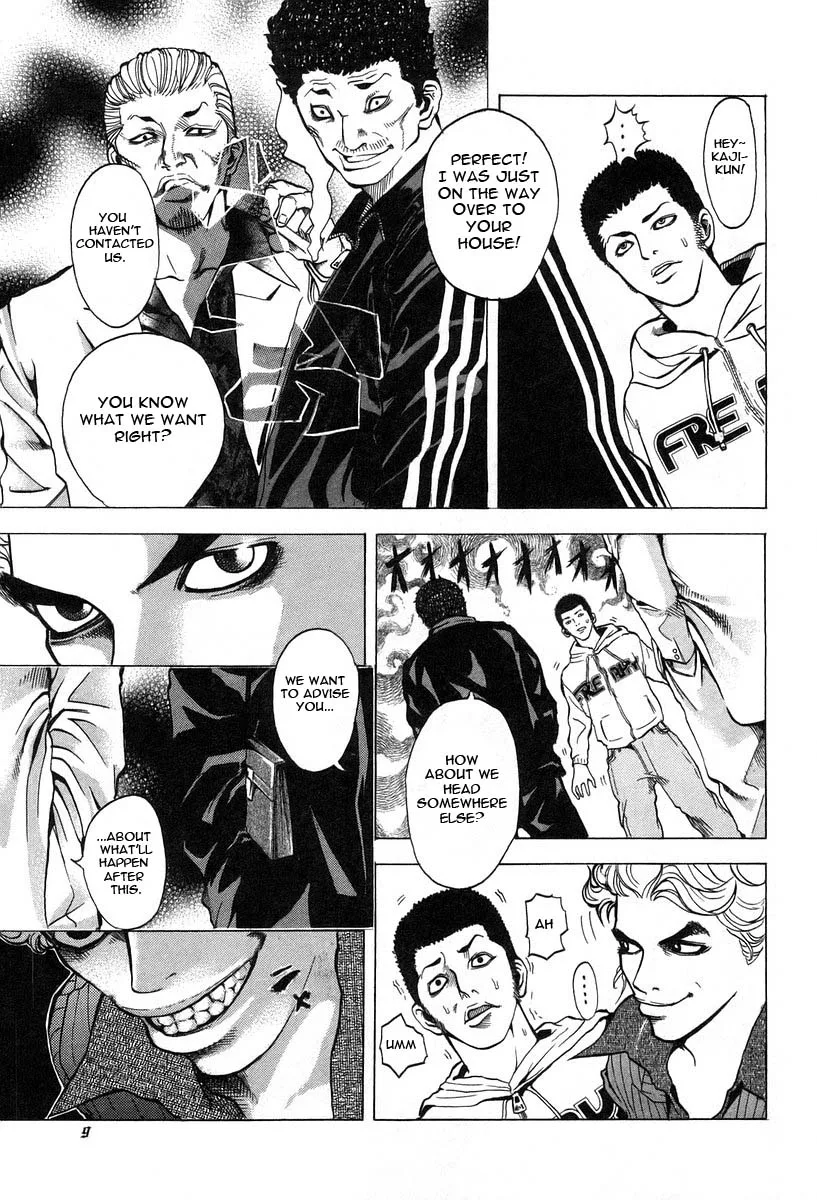 HEY~
KAJI-
KUN!
...
PERFECT!
I WAS JUST
ON THE WAY
OVER TO
YOUR
HOUSE!
YOU
HAVEN'T
CONTACTED
US.
YOU KNOW
WHAT WE WANT
RIGHT?
FRE
HOW
ABOUT WE
HEAD
SOMEWHERE
ELSE?
WE WANT
TO ADVISE
YOU...
...ABOUT
WHAT'LL
HAPPEN
AFTER
THIS.
AH
....
UMM
9